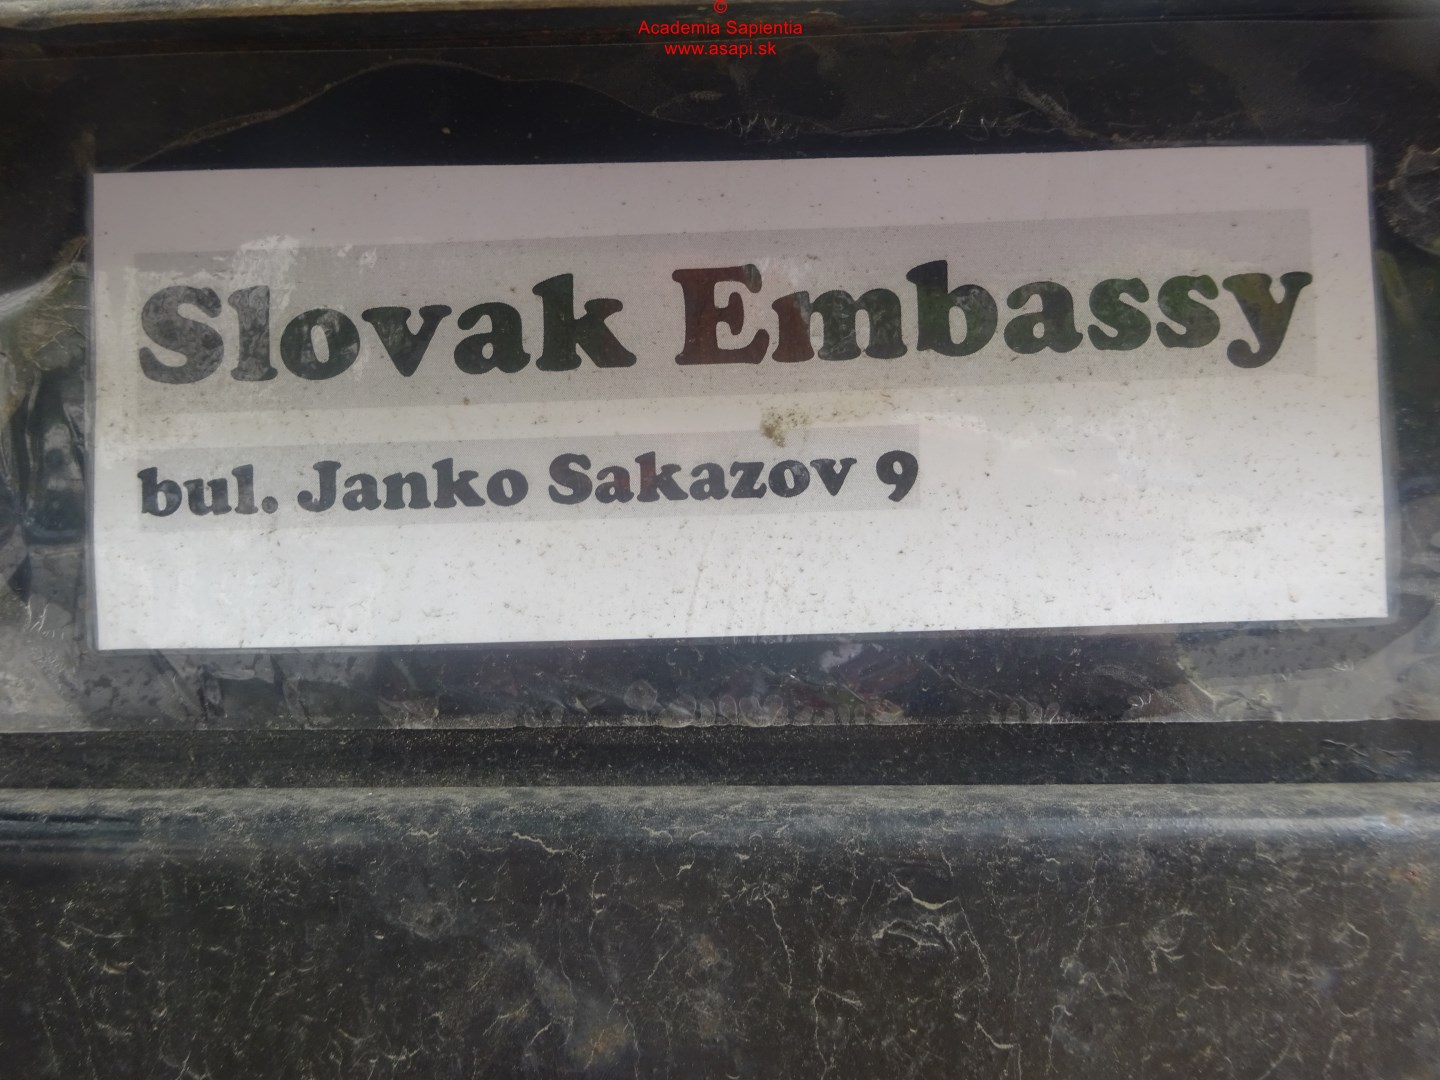 ©
Academia Sapientia
www.asapi.sk
Slovak Embassy
bul. Janko Sakazov 9